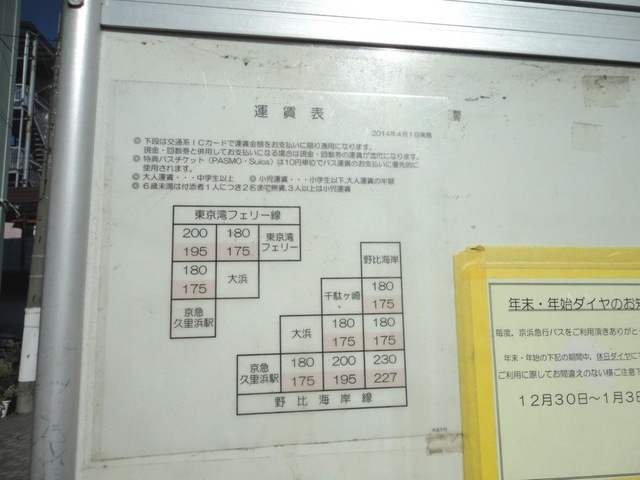 運賃表
2014年4月1日実施
◎ 下段は交通系ICカードで運賃全額をお支払いに限り適用になります。
現金・回数券と併用してお支払いになる場合は現金・回数券の運賃が適用になります。
◎ 特典バスチケット(PASMO・Suica)は10円単位でバス運賃のお支払いに優先的に
使用されます。
◎ 大人運賃・・・中学生以上　◎ 小児運賃・・・小学生以下、大人運賃の半額
◎ 6歳未満は付添者1人につき2名まで無賃、3人以上は小児運賃
東京湾フェリー線
200 180 東京湾
195 175 フェリー
180 大浜
175
京急
久里浜駅
野比海岸
千駄ヶ崎 180
175
大浜 180 180
175 175
京急 180 200 230
久里浜駅 175 195 227
野比海岸線
年末・年始ダイヤのお知
毎度、京浜急行バスをご利用頂きありがと
年末・年始の下記の期間中、休日ダイヤに
ご利用に際してお間違えのない様ご注意下
12月30日～1月3日